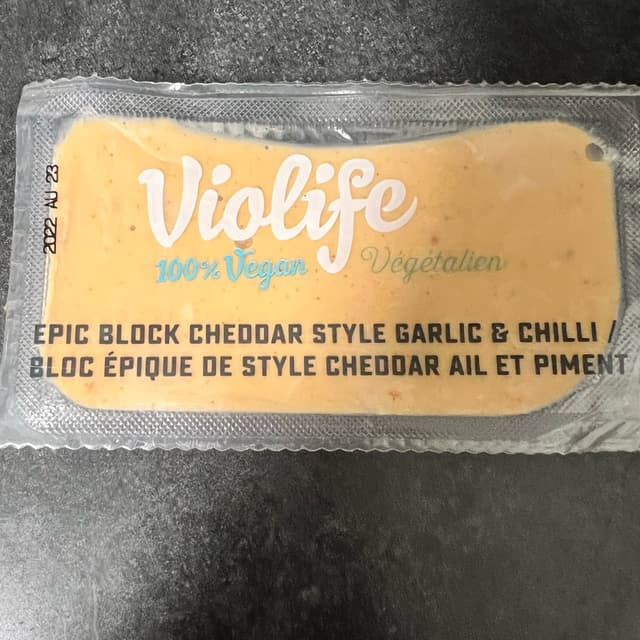 Violife
100% Vegan Végétalien
EPIC BLOCK CHEDDAR STYLE GARLIC & CHILLI /
BLOC ÉPIQUE DE STYLE CHEDDAR AIL ET PIMENT
2022 AU 23